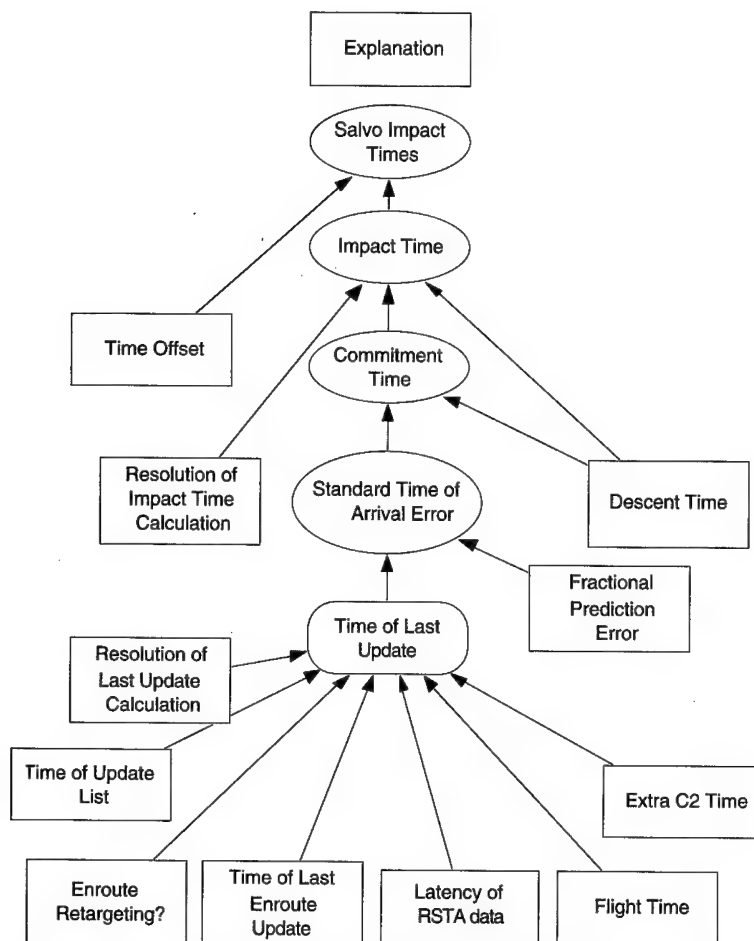 Explanation
Salvo Impact
Times
Impact Time
Time Offset
Commitment
Time
Resolution of
Impact Time
Calculation
Standard Time of
Arrival Error
Descent Time
Fractional
Prediction
Error
Time of Last
Update
Resolution of
Last Update
Calculation
Time of Update
List
Extra C2 Time
Enroute
Retargeting?
Time of Last
Enroute
Update
Latency of
RSTA data
Flight Time